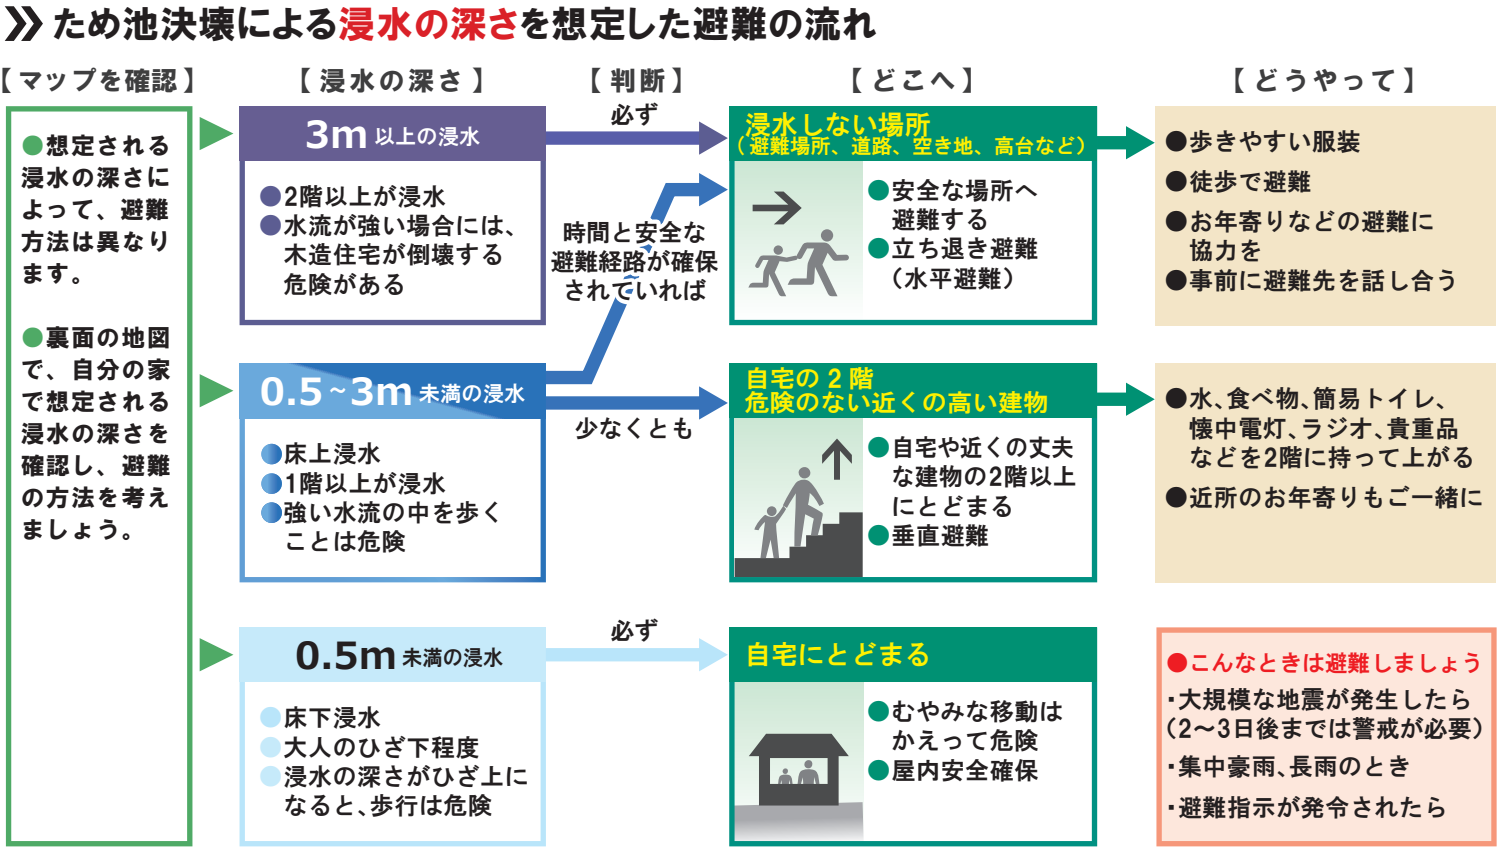 ため池決壊による浸水の深さを想定した避難の流れ
【マップを確認】
●想定される
浸水の深さに
よって、避難
方法は異なり
ます。
●裏面の地図
で、自分の家
で想定される
浸水の深さを
確認し、避難
の方法を考え
ましょう。
【浸水の深さ】
3m 以上の浸水
●2階以上が浸水
●水流が強い場合には、
木造住宅が倒壊する
危険がある
0.5~3m 未満の浸水
●床上浸水
●1階以上が浸水
●強い水流の中を歩く
ことは危険
0.5m 未満の浸水
●床下浸水
●大人のひざ下程度
●浸水の深さがひざ上に
なると、歩行は危険
【判断】
必ず
時間と安全な
避難経路が確保
されていれば
少なくとも
必ず
【どこへ】
浸水しない場所
(避難場所、道路、空き地、高台など)
●安全な場所へ
避難する
●立ち退き避難
(水平避難)
自宅の2階
危険のない近くの高い建物
●自宅や近くの丈夫
な建物の2階以上
にとどまる
●垂直避難
自宅にとどまる
●むやみな移動は
かえって危険
●屋内安全確保
【どうやって】
●歩きやすい服装
●徒歩で避難
●お年寄りなどの避難に
協力を
●事前に避難先を話し合う
●水、食べ物、簡易トイレ、
懐中電灯、ラジオ、貴重品
などを2階に持って上がる
●近所のお年寄りもご一緒に
●こんなときは避難しましょう
・大規模な地震が発生したら
(2〜3日後までは警戒が必要)
・集中豪雨、長雨のとき
・避難指示が発令されたら